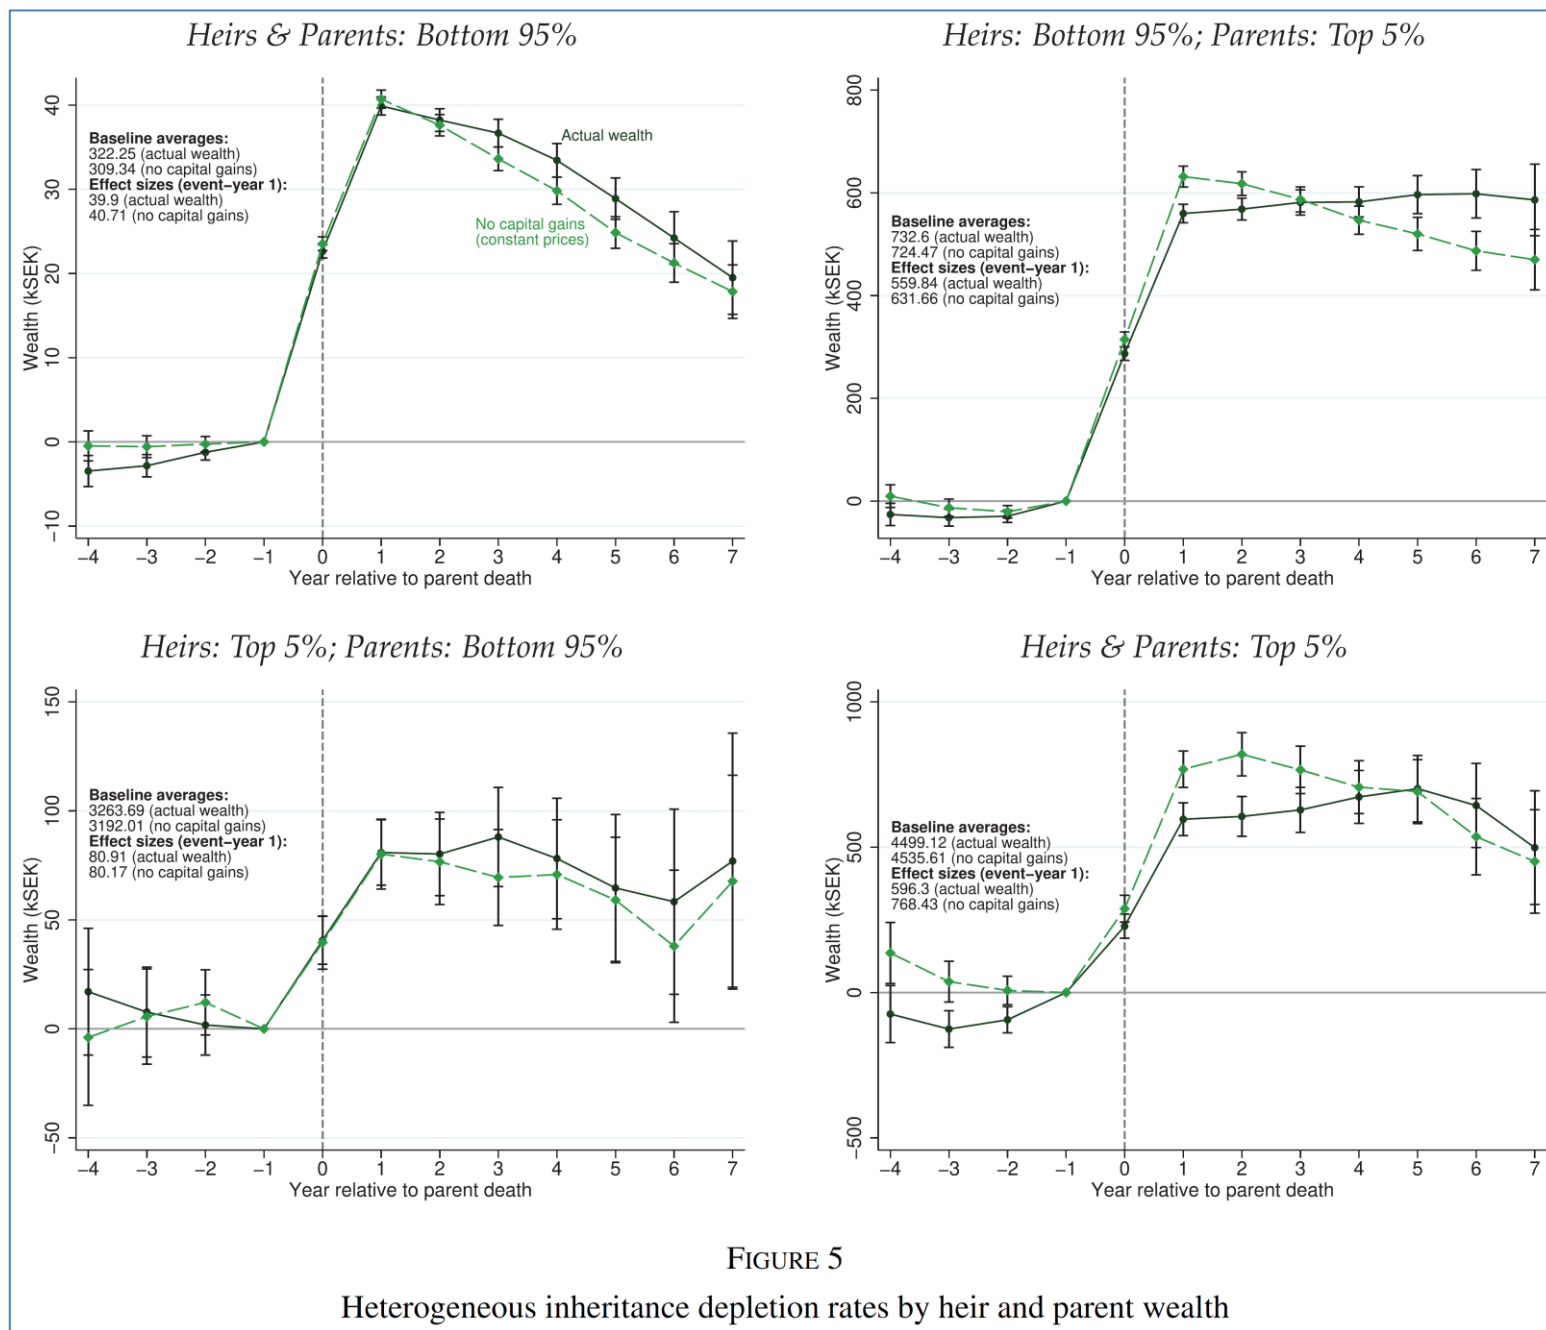 Heirs & Parents: Bottom 95%
40
30
20
10
0
−10
Wealth (kSEK)
Baseline averages:
322.25 (actual wealth)
309.34 (no capital gains)
Effect sizes (event−year 1):
39.9 (actual wealth)
40.71 (no capital gains)
Actual wealth
No capital gains
(constant prices)
−4 −3 −2 −1 0 1 2 3 4 5 6 7
Year relative to parent death
Heirs: Bottom 95%; Parents: Top 5%
800
600
400
200
0
Wealth (kSEK)
Baseline averages:
732.6 (actual wealth)
724.47 (no capital gains)
Effect sizes (event−year 1):
559.84 (actual wealth)
631.66 (no capital gains)
−4 −3 −2 −1 0 1 2 3 4 5 6 7
Year relative to parent death
Heirs: Top 5%; Parents: Bottom 95%
150
100
50
0
−50
Wealth (kSEK)
Baseline averages:
3263.69 (actual wealth)
3192.01 (no capital gains)
Effect sizes (event−year 1):
80.91 (actual wealth)
80.17 (no capital gains)
−4 −3 −2 −1 0 1 2 3 4 5 6 7
Year relative to parent death
Heirs & Parents: Top 5%
1000
500
0
−500
Wealth (kSEK)
Baseline averages:
4499.12 (actual wealth)
4535.61 (no capital gains)
Effect sizes (event−year 1):
596.3 (actual wealth)
768.43 (no capital gains)
−4 −3 −2 −1 0 1 2 3 4 5 6 7
Year relative to parent death
FIGURE 5
Heterogeneous inheritance depletion rates by heir and parent wealth